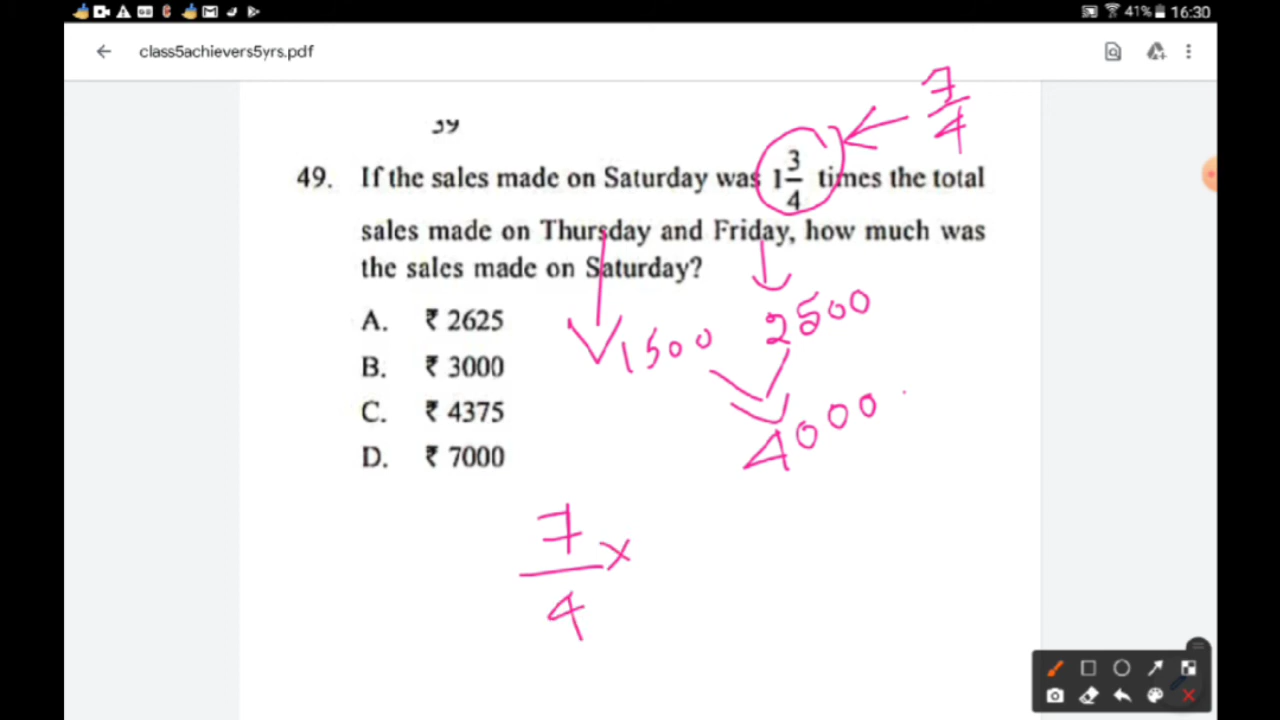 41% 16:30
class5achievers5yrs.pdf
7
4
49. If the sales made on Saturday was 1 3/4 times the total
sales made on Thursday and Friday, how much was
the sales made on Saturday?
A. ₹ 2625
B. ₹ 3000
C. ₹ 4375
D. ₹ 7000
1500 2500
4000
7
4
×